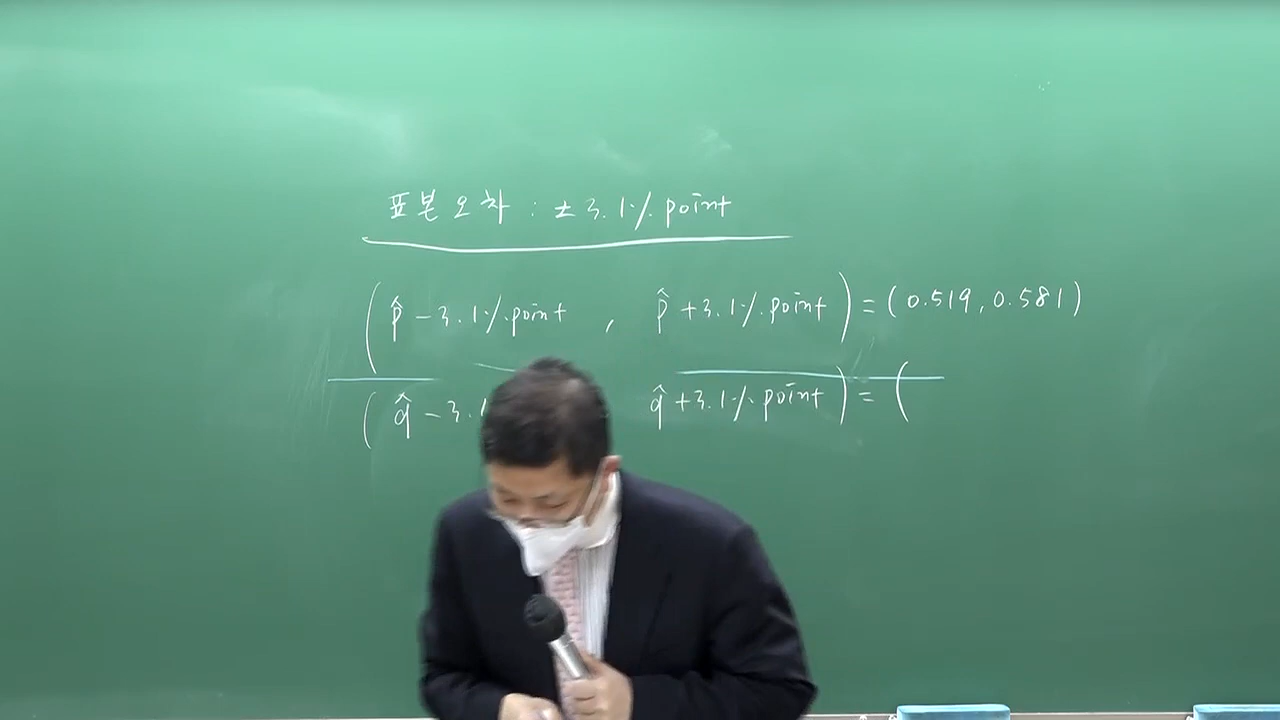 표본오차 : ± 3.1% point
( p̂ - 3.1% point , p̂ + 3.1% point ) = ( 0.519, 0.581 )
( q̂ - 3.1 q̂ + 3.1% point ) = (